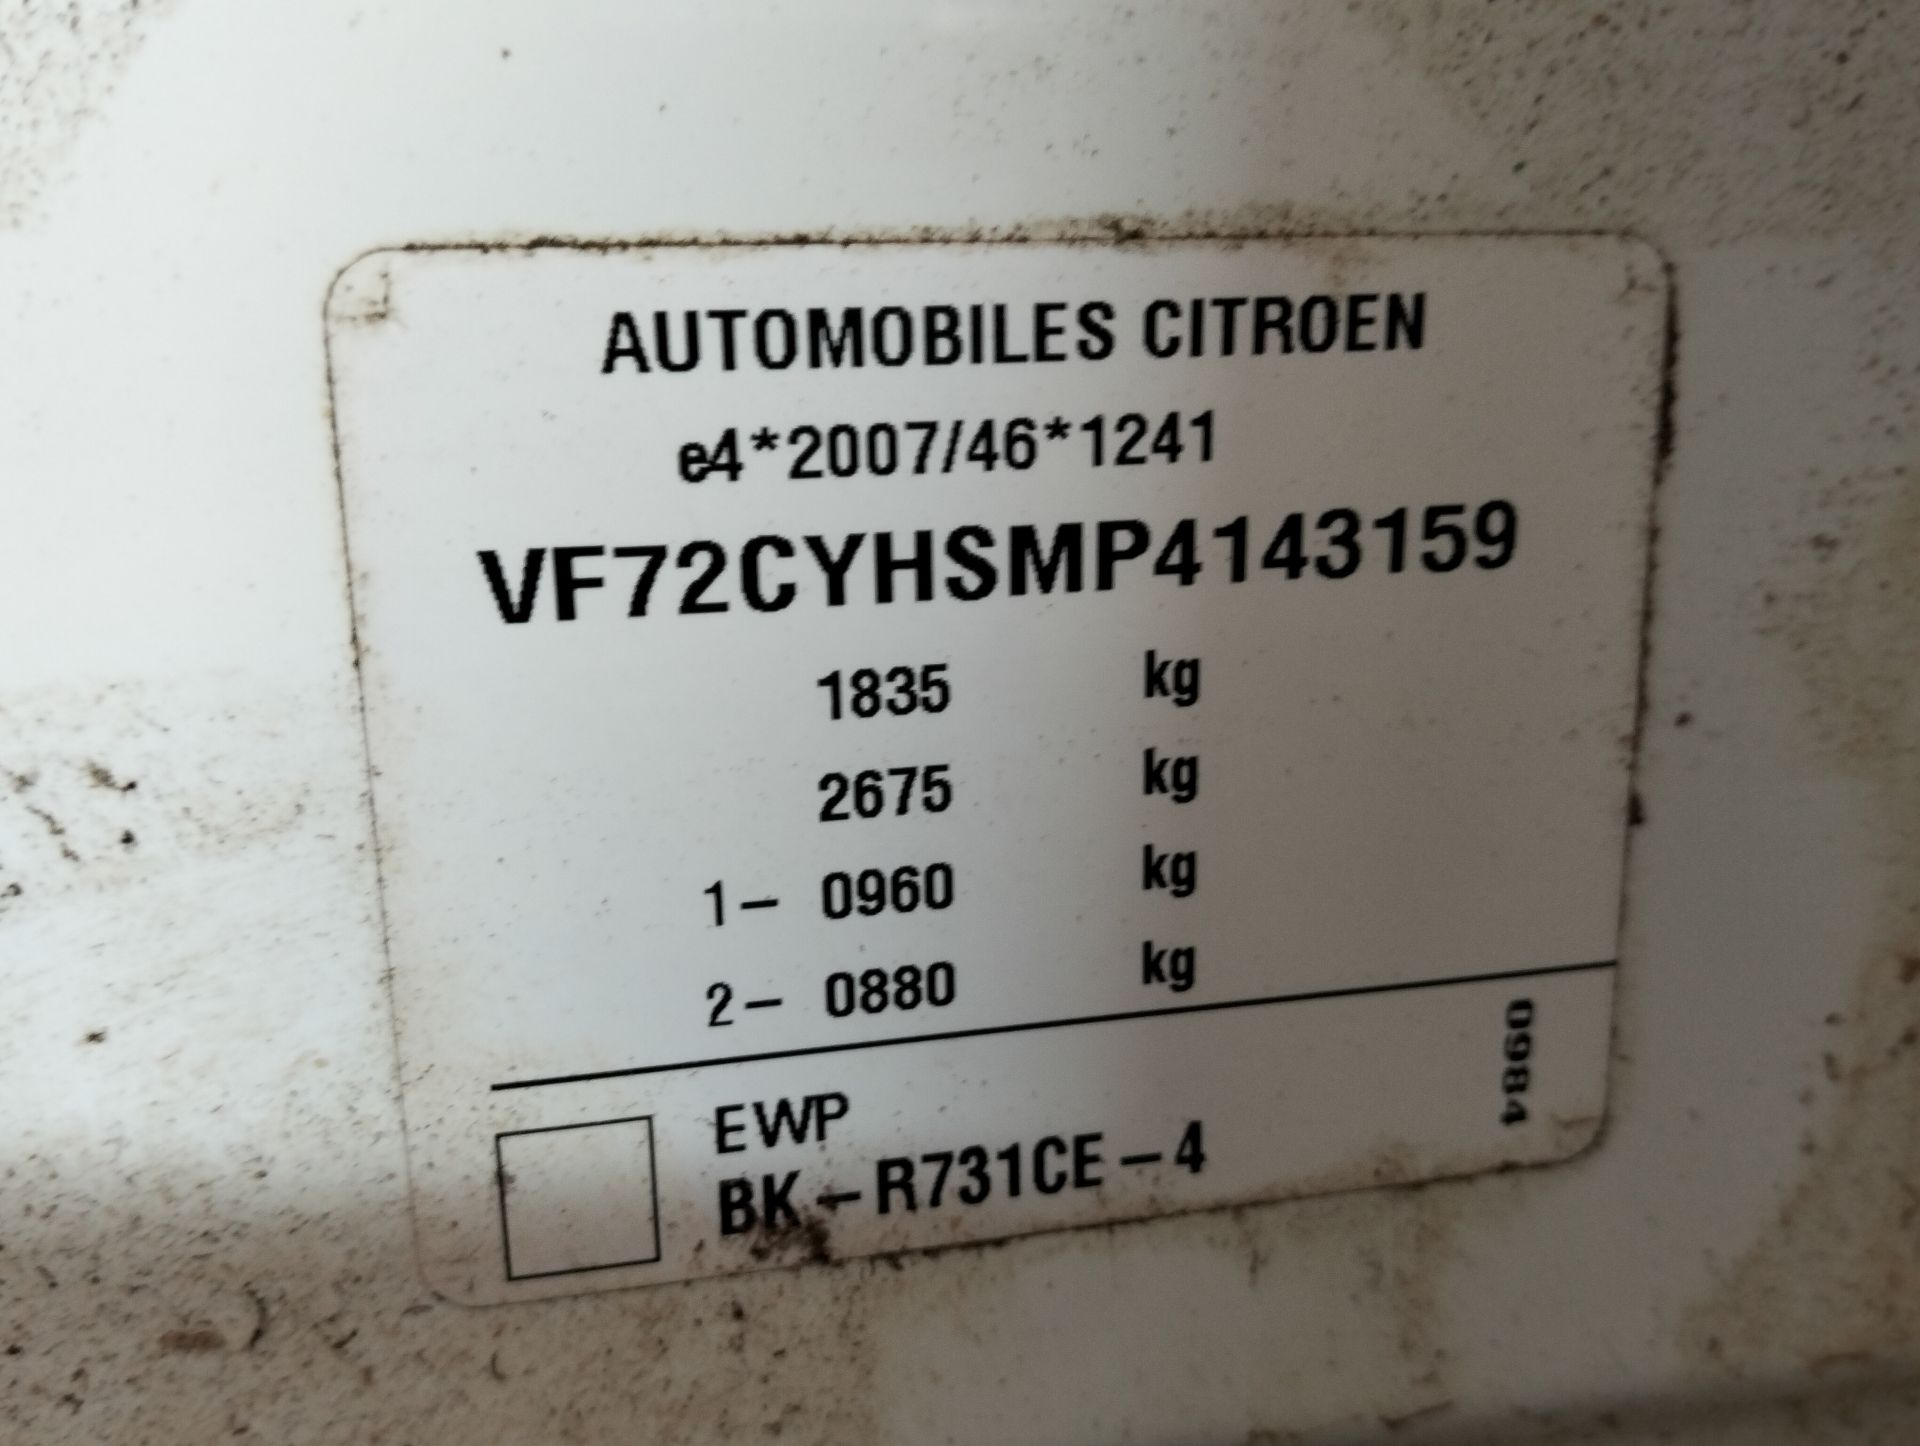 AUTOMOBILES CITROEN
e4*2007/46*1241
VF72CYHSMP4143159
1835 kg
2675 kg
1- 0960 kg
2- 0880 kg
EWP
BK-R731CE-4
0984